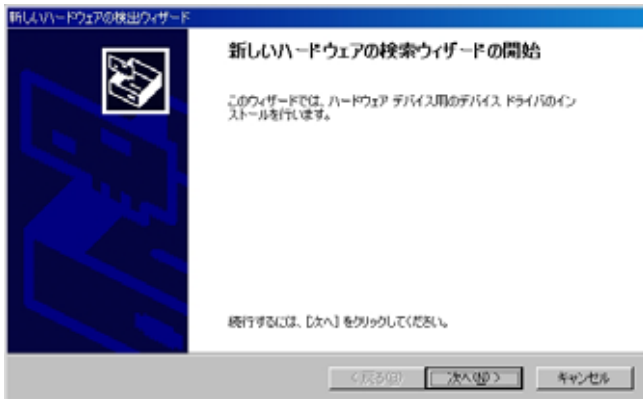 新しいハードウェアの検出ウィザード
新しいハードウェアの検索ウィザードの開始
このウィザードでは、ハードウェア デバイス用のデバイス ドライバのイン
ストールを行います。
続行するには、[次へ] をクリックしてください。
< 戻る(B)
次へ(N) >
キャンセル